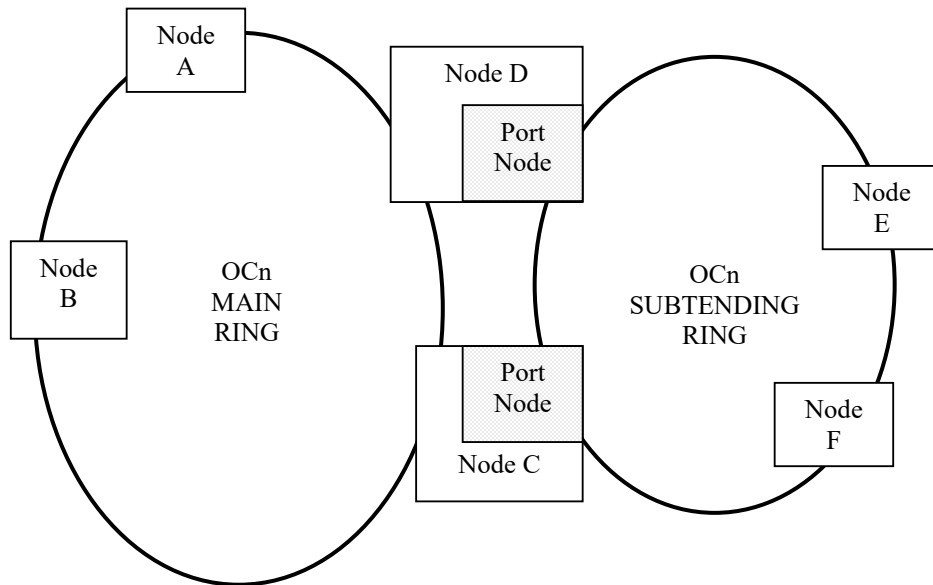 Node
A
Node D
Port
Node
Node
E
Node
B
OCn
MAIN
RING
OCn
SUBTENDING
RING
Port
Node
Node C
Node
F